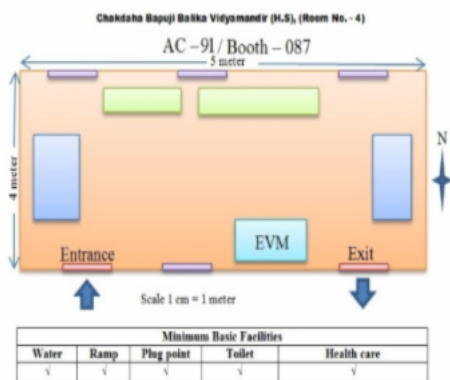 Chakdaha Bapuji Balika Vidyamandir (H.S), (Room No. - 4)
AC –91/ Booth – 087
5 meter
4 meter
N
Entrance
EVM
Exit
Scale 1 cm = 1 meter
Minimum Basic Facilities
Water Ramp Plug point Toilet Health care
√ √ √ √ √